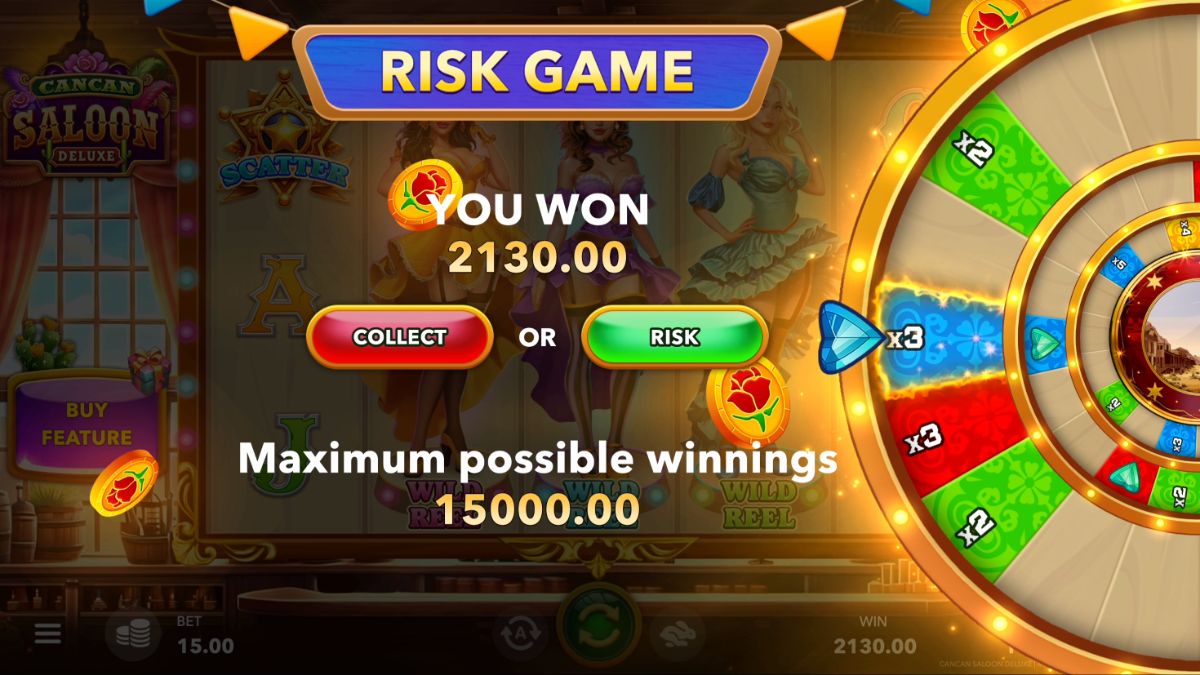 RISK GAME
CANCAN
SALOON
DELUXE
SCATTER
YOU WON
2130.00
COLLECT
OR
RISK
A
J
BUY
FEATURE
Maximum possible winnings
15000.00
WILD
REEL
WILD
REEL
WILD
REEL
x2
x3
x3
x2
x4
x5
x2
x3
x2
BET
15.00
A
WIN
2130.00
CANCAN SALOON DELUXE